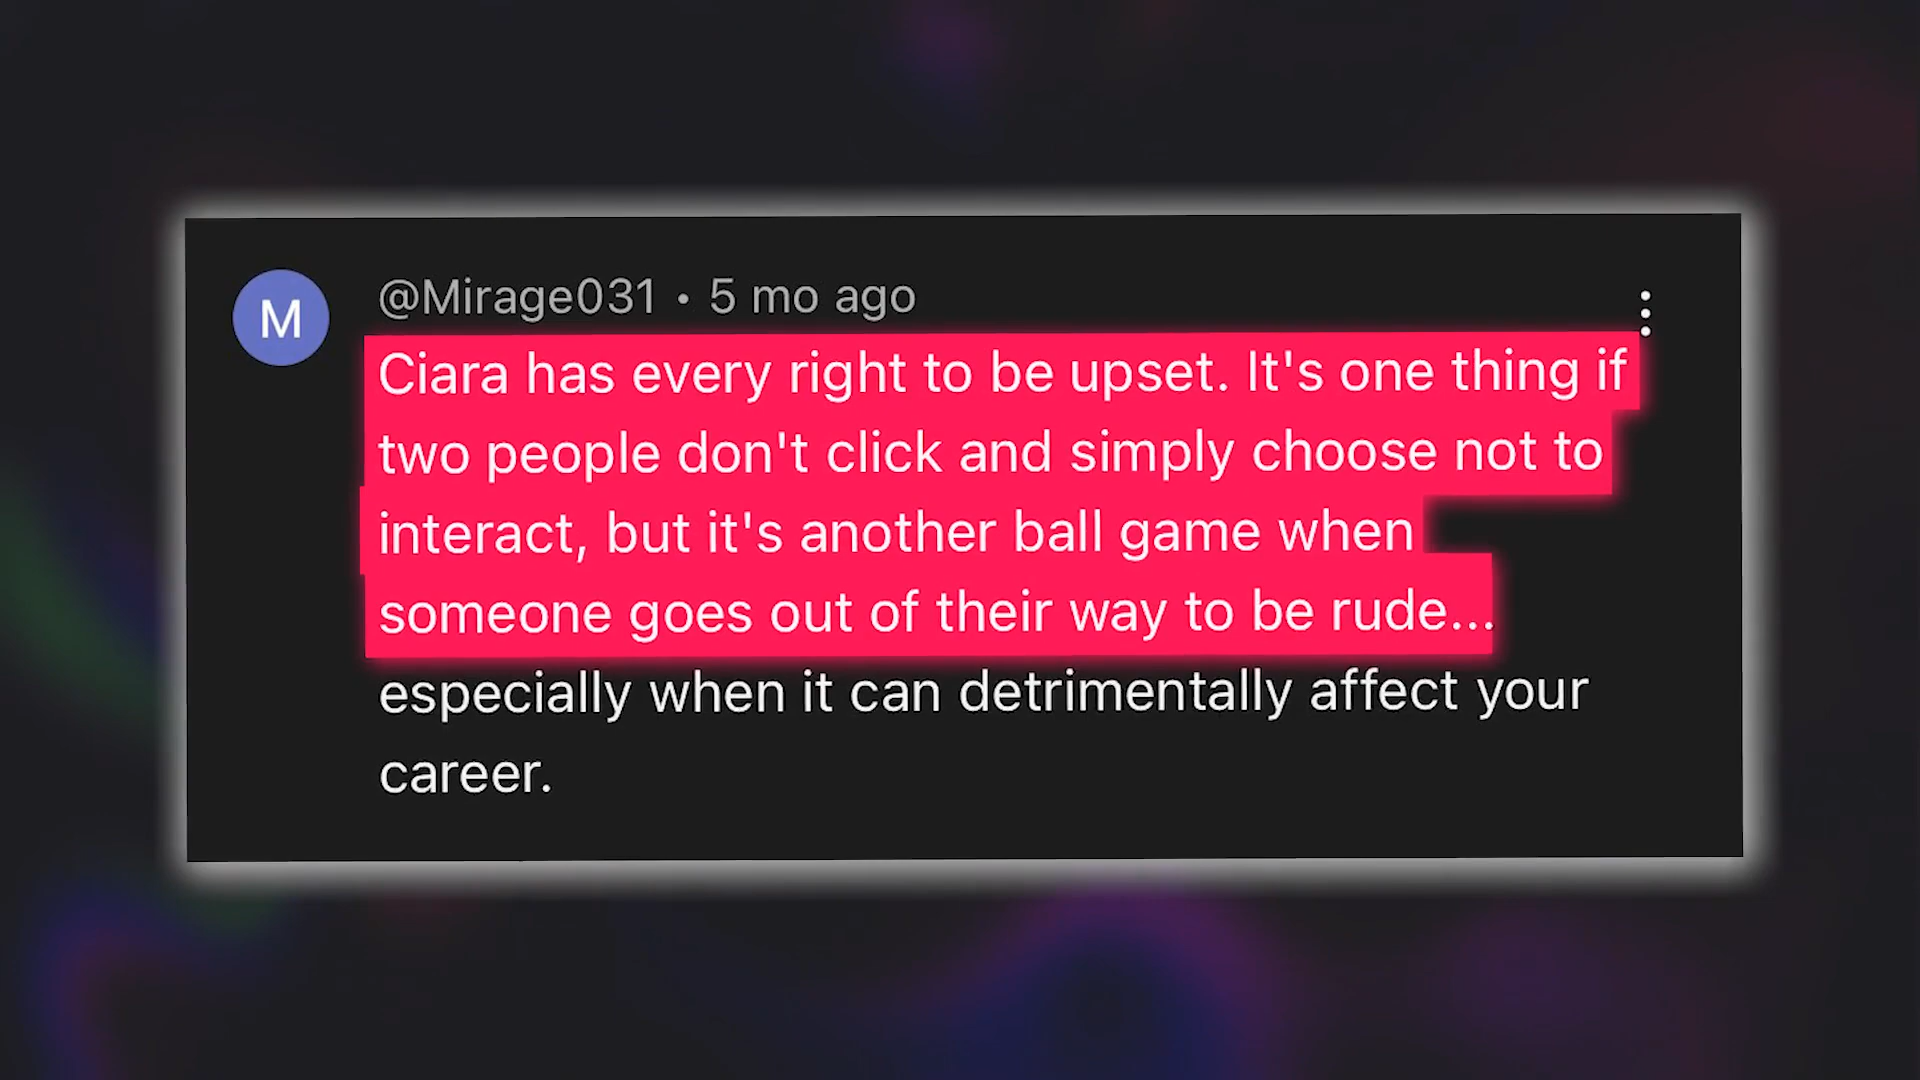 M
@Mirage031 • 5 mo ago
Ciara has every right to be upset. It's one thing if
two people don't click and simply choose not to
interact, but it's another ball game when
someone goes out of their way to be rude...
especially when it can detrimentally affect your
career.